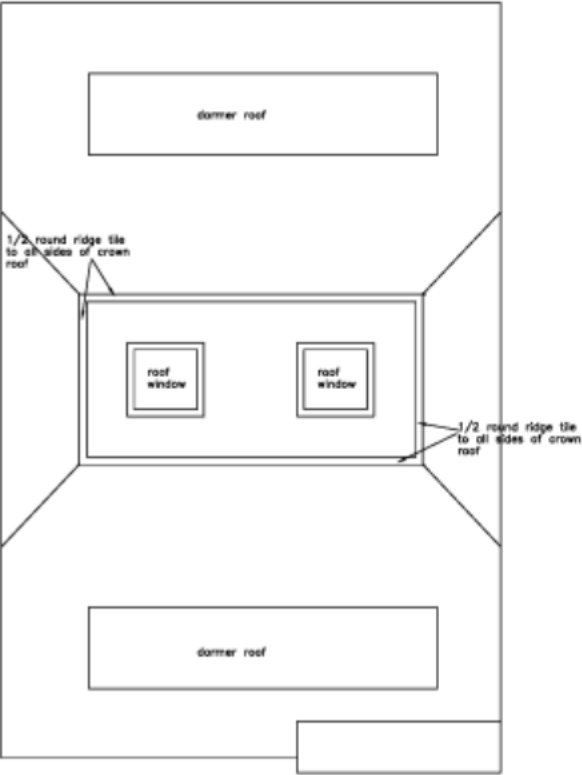 dormer roof
1/2 round ridge tile
to all sides of crown
roof
roof
window
roof
window
1/2 round ridge tile
to all sides of crown
roof
dormer roof